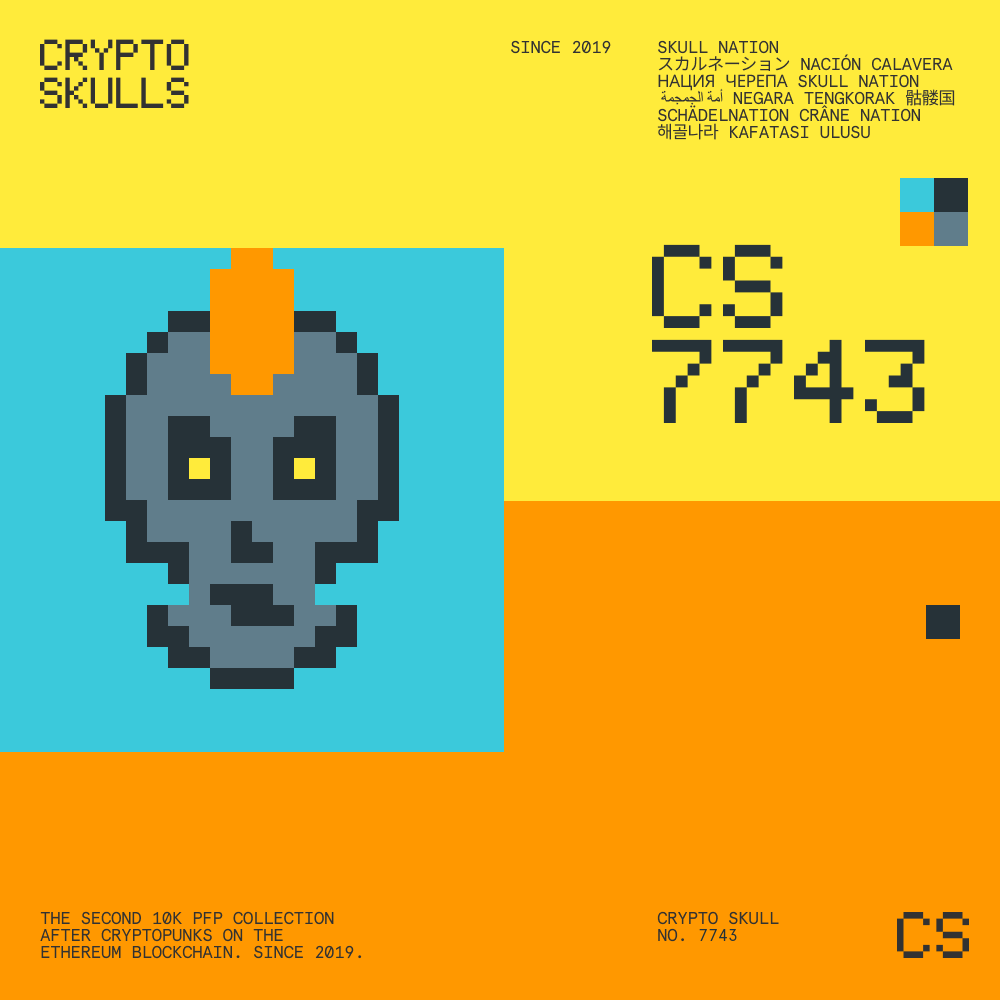 CRYPTO
SKULLS
SINCE 2019
SKULL NATION
スカルネーション NACIÓN CALAVERA
НАЦИЯ ЧЕРЕПА SKULL NATION
أمة الجمجمة NEGARA TENGKORAK 骷髅国
SCHÄDELNATION CRÂNE NATION
해골나라 KAFATASI ULUSU
CS
7743
THE SECOND 10K PFP COLLECTION
AFTER CRYPTOPUNKS ON THE
ETHEREUM BLOCKCHAIN. SINCE 2019.
CRYPTO SKULL
NO. 7743
CS